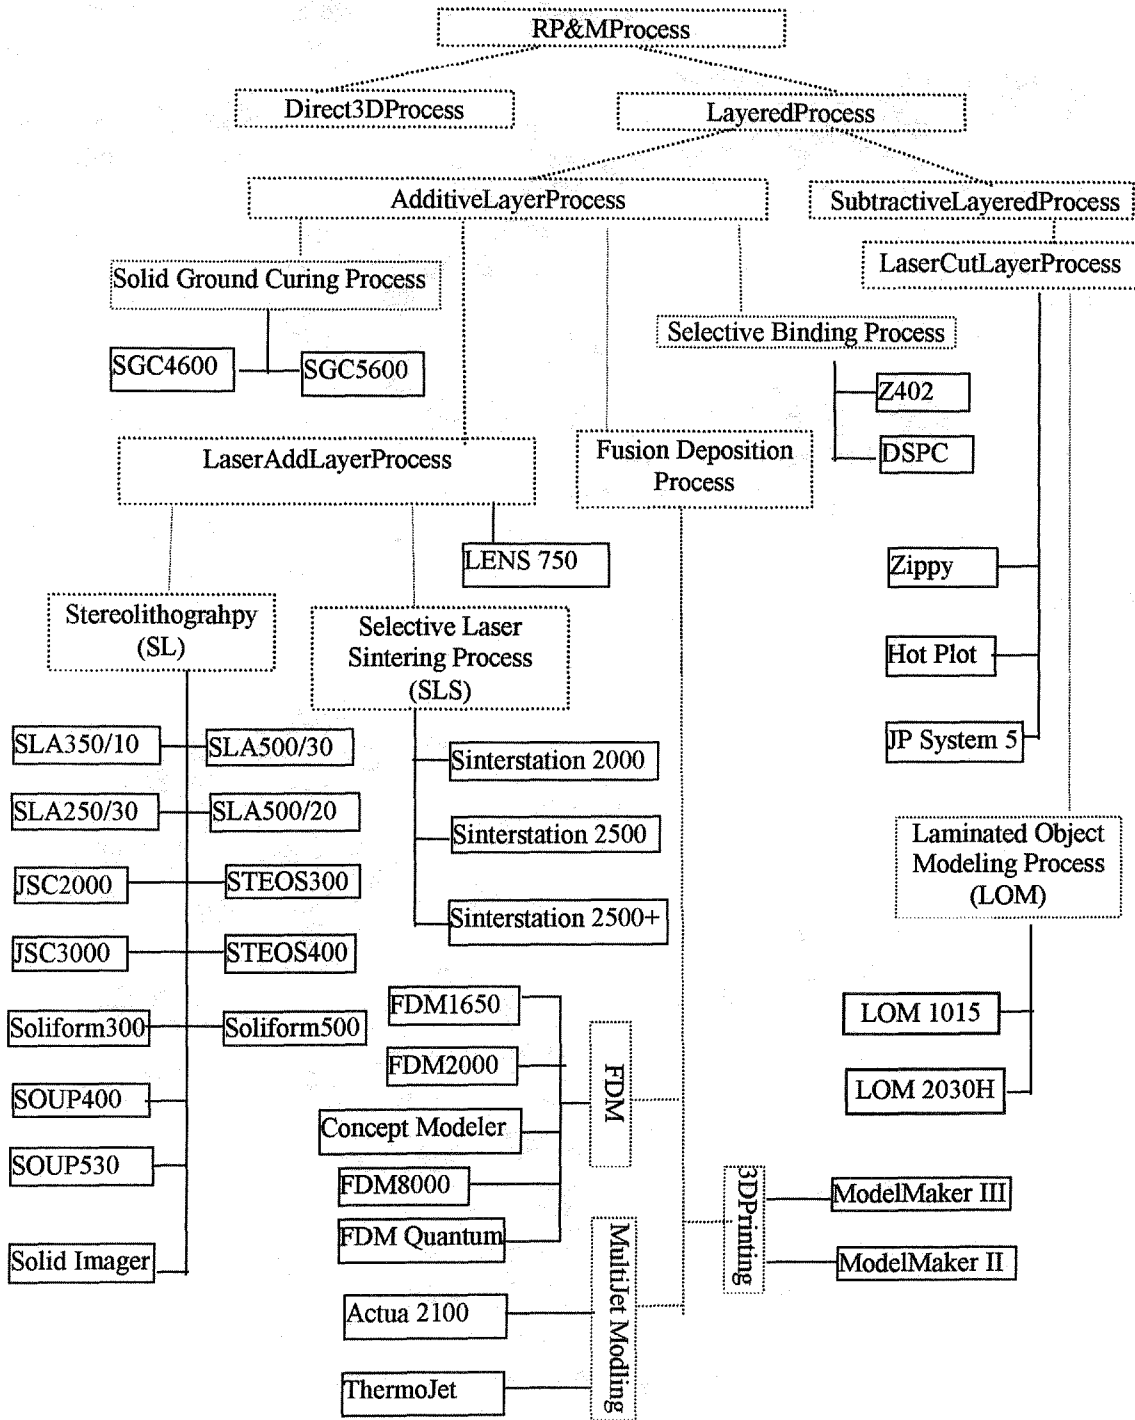 RP&MProcess
Direct3DProcess
LayeredProcess
AdditiveLayerProcess
SubtractiveLayeredProcess
Solid Ground Curing Process
LaserCutLayerProcess
Selective Binding Process
SGC4600
SGC5600
Z402
DSPC
LaserAddLayerProcess
Fusion Deposition
Process
LENS 750
Zippy
Hot Plot
JP System 5
Stereolithograhpy
(SL)
Selective Laser
Sintering Process
(SLS)
SLA350/10
SLA500/30
SLA250/30
SLA500/20
JSC2000
STEOS300
JSC3000
STEOS400
Soliform300
Soliform500
SOUP400
SOUP530
Solid Imager
Sinterstation 2000
Sinterstation 2500
Sinterstation 2500+
Laminated Object
Modeling Process
(LOM)
LOM 1015
LOM 2030H
FDM1650
FDM2000
Concept Modeler
FDM8000
FDM Quantum
FDM
3DPrinting
ModelMaker III
ModelMaker II
MultiJet Modling
Actua 2100
ThermoJet